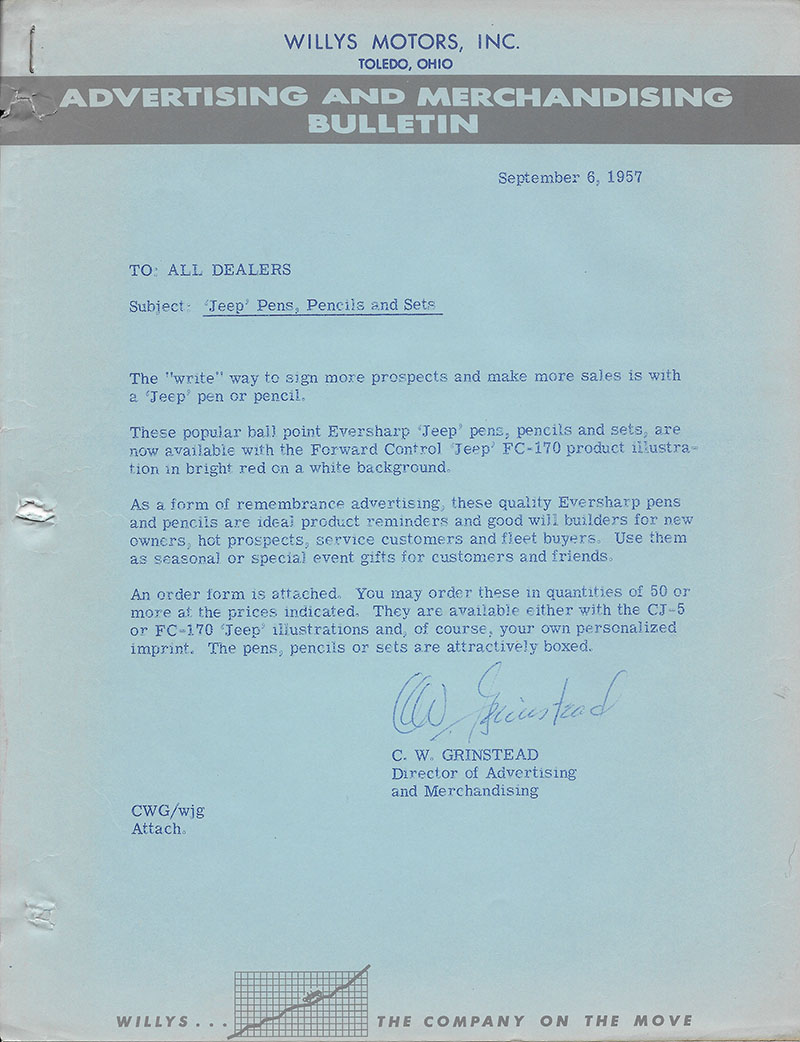 WILLYS MOTORS, INC.
TOLEDO, OHIO
ADVERTISING AND MERCHANDISING
BULLETIN
September 6, 1957
TO: ALL DEALERS
Subject: 'Jeep' Pens, Pencils and Sets
The "write" way to sign more prospects and make more sales is with
a 'Jeep' pen or pencil.
These popular ball point Eversharp 'Jeep' pens, pencils and sets, are
now available with the Forward Control 'Jeep' FC-170 product illustra-
tion in bright red on a white background.
As a form of remembrance advertising, these quality Eversharp pens
and pencils are ideal product reminders and good will builders for new
owners, hot prospects, service customers and fleet buyers. Use them
as seasonal or special event gifts for customers and friends.
An order form is attached. You may order these in quantities of 50 or
more at the prices indicated. They are available either with the CJ-5
or FC-170 'Jeep' illustrations and, of course, your own personalized
imprint. The pens, pencils or sets are attractively boxed.
CW. Grinstead
C. W. GRINSTEAD
Director of Advertising
and Merchandising
CWG/wjg
Attach.
WILLYS... THE COMPANY ON THE MOVE